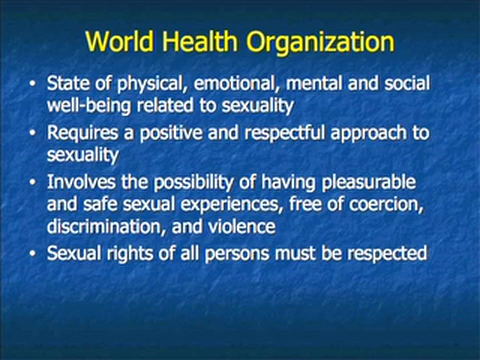 World Health Organization
• State of physical, emotional, mental and social
well-being related to sexuality
• Requires a positive and respectful approach to
sexuality
• Involves the possibility of having pleasurable
and safe sexual experiences, free of coercion,
discrimination, and violence
• Sexual rights of all persons must be respected